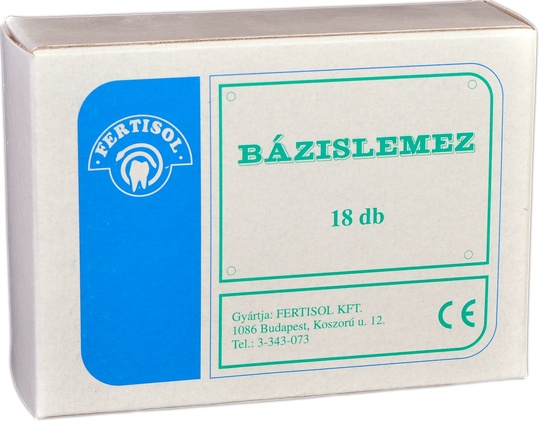 • FERTISOL •
BÁZISLEMEZ
18 db
Gyártja: FERTISOL KFT.
1086 Budapest, Koszorú u. 12.
Tel.: 3-343-073
CE